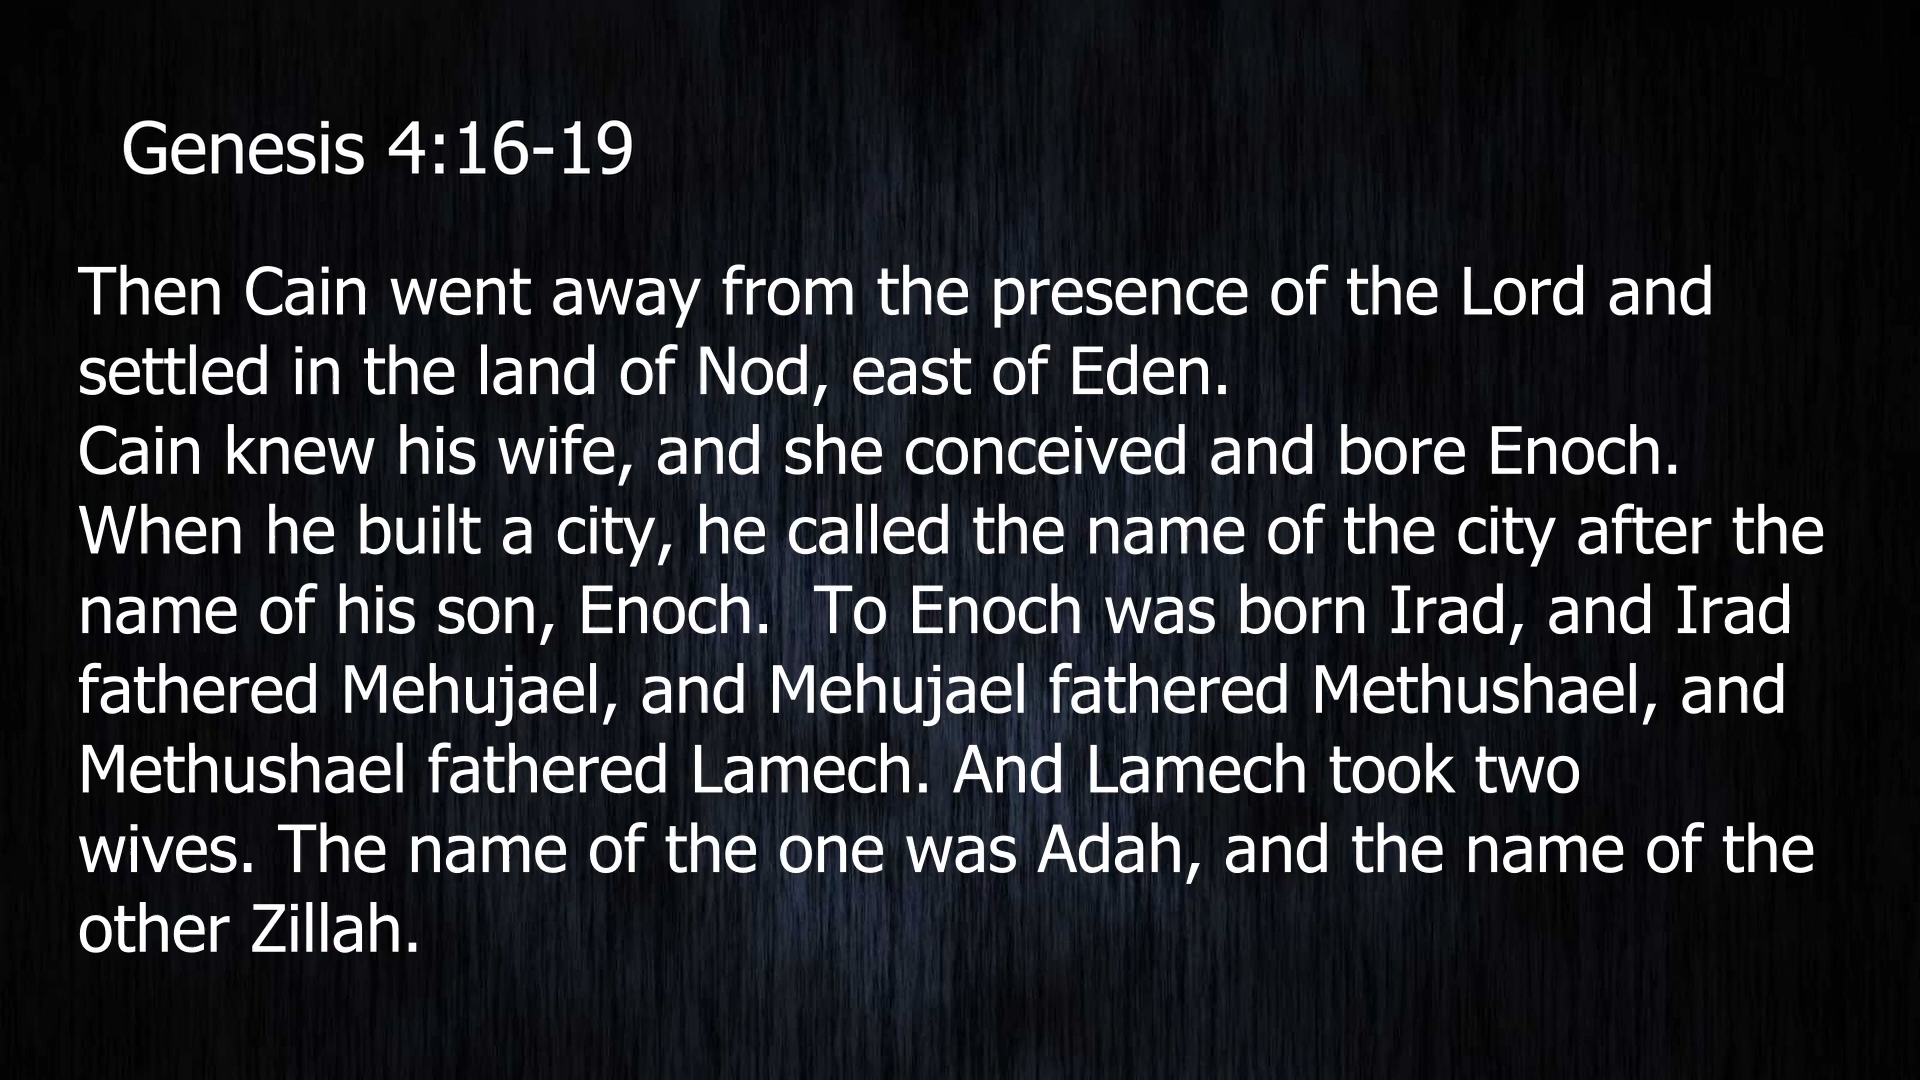 Genesis 4:16-19
Then Cain went away from the presence of the Lord and
settled in the land of Nod, east of Eden.
Cain knew his wife, and she conceived and bore Enoch.
When he built a city, he called the name of the city after the
name of his son, Enoch.  To Enoch was born Irad, and Irad
fathered Mehujael, and Mehujael fathered Methushael, and
Methushael fathered Lamech. And Lamech took two
wives. The name of the one was Adah, and the name of the
other Zillah.